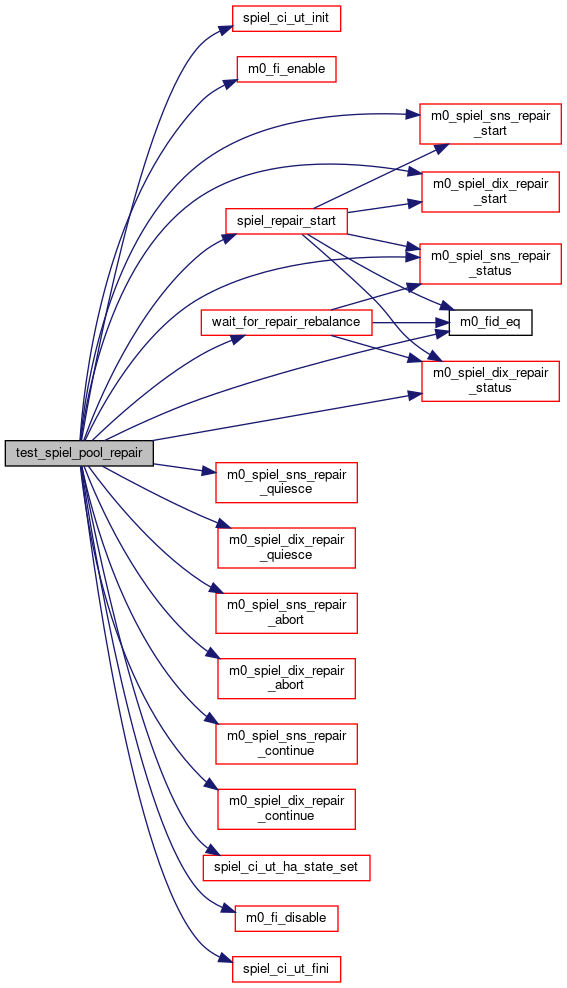 spiel_ci_ut_init
m0_fi_enable
m0_spiel_sns_repair
_start
m0_spiel_dix_repair
_start
spiel_repair_start
m0_spiel_sns_repair
_status
wait_for_repair_rebalance
m0_fid_eq
m0_spiel_dix_repair
_status
test_spiel_pool_repair
m0_spiel_sns_repair
_quiesce
m0_spiel_dix_repair
_quiesce
m0_spiel_sns_repair
_abort
m0_spiel_dix_repair
_abort
m0_spiel_sns_repair
_continue
m0_spiel_dix_repair
_continue
spiel_ci_ut_ha_state_set
m0_fi_disable
spiel_ci_ut_fini